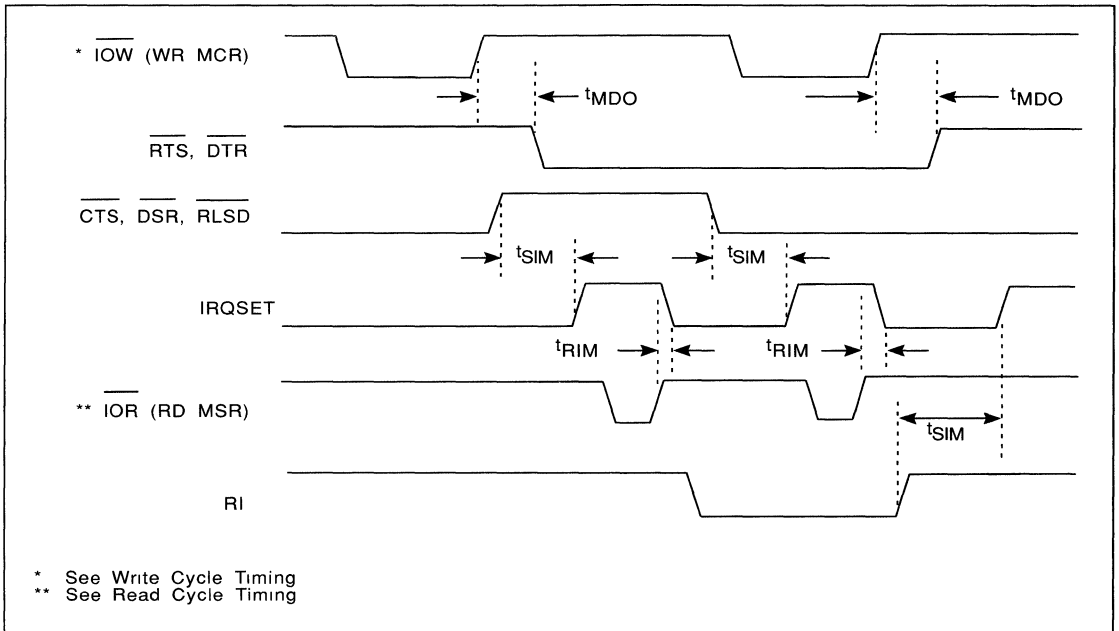 * IOW (WR MCR)
tMDO tMDO
RTS, DTR
CTS, DSR, RLSD
tSIM tSIM
IRQSET
tRIM tRIM
** IOR (RD MSR)
tSIM
RI
* See Write Cycle Timing
** See Read Cycle Timing